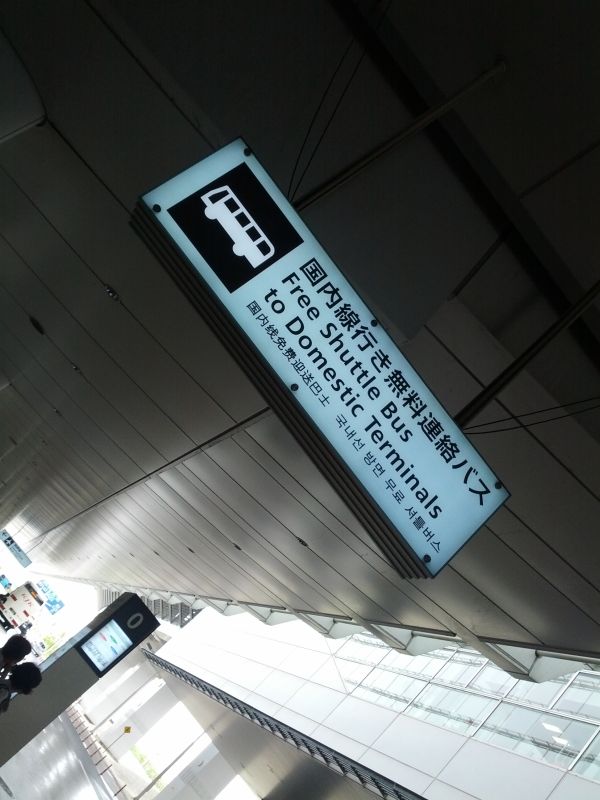 国内線行き無料連絡バス
Free Shuttle Bus
to Domestic Terminals
国内线免费迎送巴士 국내선 방면 무료 셔틀버스